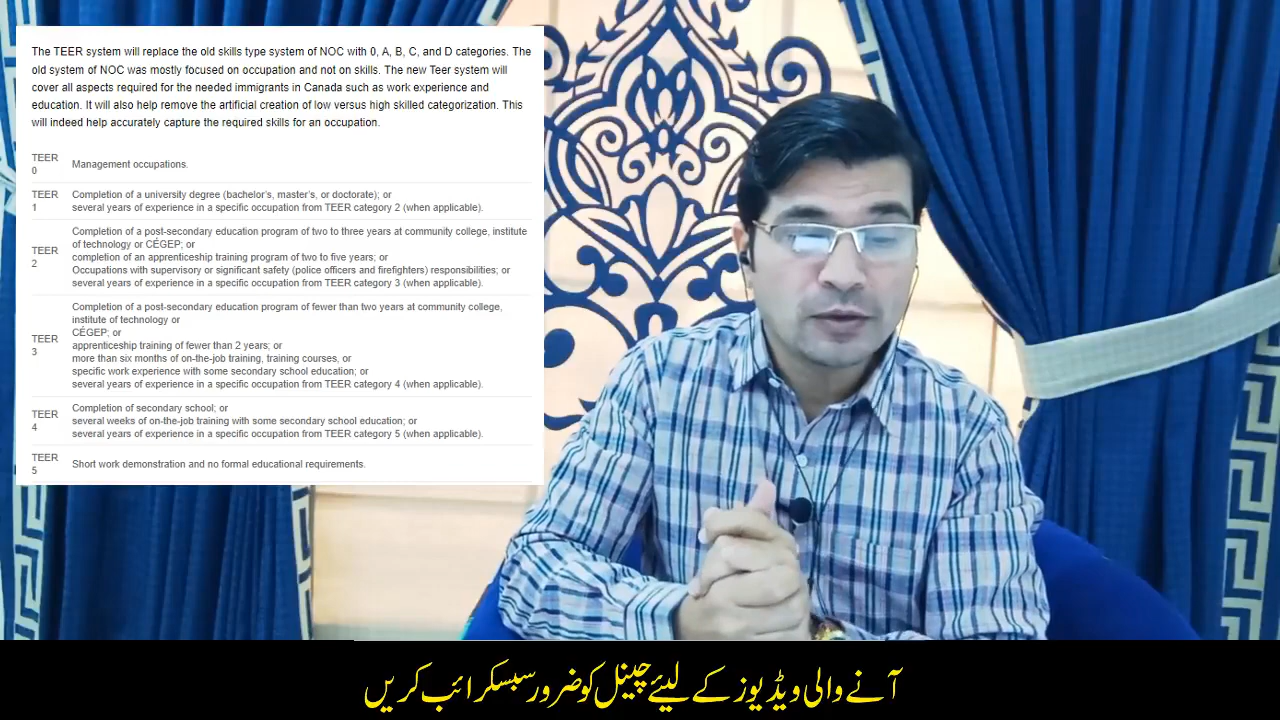 The TEER system will replace the old skills type system of NOC with 0, A, B, C, and D categories. The
old system of NOC was mostly focused on occupation and not on skills. The new Teer system will
cover all aspects required for the needed immigrants in Canada such as work experience and
education. It will also help remove the artificial creation of low versus high skilled categorization. This
will indeed help accurately capture the required skills for an occupation.
TEER
0
Management occupations.
TEER
1
Completion of a university degree (bachelor's, master's, or doctorate); or
several years of experience in a specific occupation from TEER category 2 (when applicable).
TEER
2
Completion of a post-secondary education program of two to three years at community college, institute
of technology or CÉGEP; or
completion of an apprenticeship training program of two to five years; or
Occupations with supervisory or significant safety (police officers and firefighters) responsibilities; or
several years of experience in a specific occupation from TEER category 3 (when applicable).
TEER
3
Completion of a post-secondary education program of fewer than two years at community college,
institute of technology or
CÉGEP; or
apprenticeship training of fewer than 2 years; or
more than six months of on-the-job training, training courses, or
specific work experience with some secondary school education; or
several years of experience in a specific occupation from TEER category 4 (when applicable).
TEER
4
Completion of secondary school; or
several weeks of on-the-job training with some secondary school education; or
several years of experience in a specific occupation from TEER category 5 (when applicable).
TEER
5
Short work demonstration and no formal educational requirements.
آنے والی ویڈیوز کے لیئے چینل کو ضرور سبسکرائب کریں